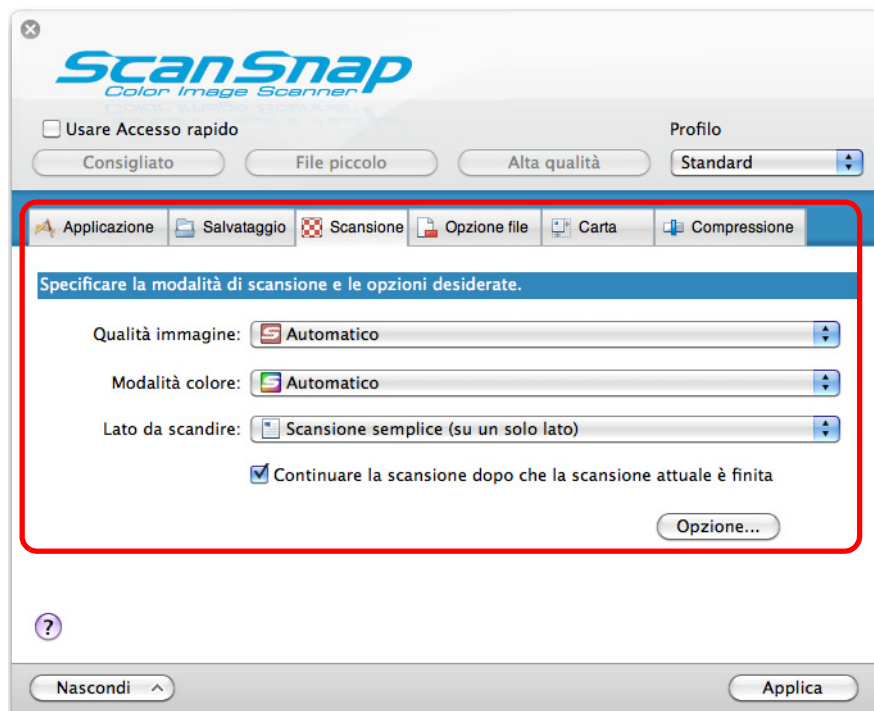 ScanSnap
Color Image Scanner
Usare Accesso rapido
Profilo
Consigliato File piccolo Alta qualità Standard
Applicazione Salvataggio Scansione Opzione file Carta Compressione
Specificare la modalità di scansione e le opzioni desiderate.
Qualità immagine: Automatico
Modalità colore: Automatico
Lato da scandire: Scansione semplice (su un solo lato)
Continuare la scansione dopo che la scansione attuale è finita
Opzione...
?
Nascondi Applica